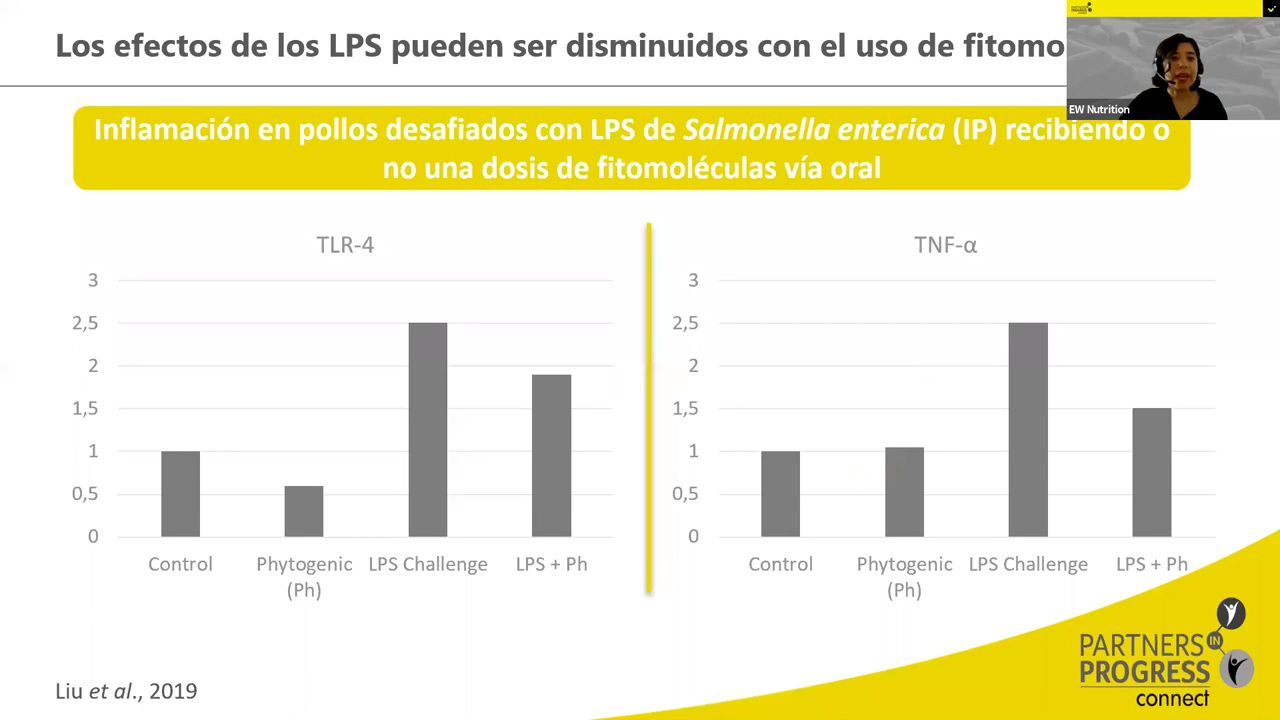 Los efectos de los LPS pueden ser disminuidos con el uso de fitomo
EW Nutrition
Inflamación en pollos desafiados con LPS de Salmonella enterica (IP) recibiendo o
no una dosis de fitomoléculas vía oral
TLR-4
3
2,5
2
1,5
1
0,5
0
Control
Phytogenic
(Ph)
LPS Challenge
LPS + Ph
TNF-α
3
2,5
2
1,5
1
0,5
0
Control
Phytogenic
(Ph)
LPS Challenge
LPS + Ph
Liu et al., 2019
PARTNERS
IN
PROGRESS
connect